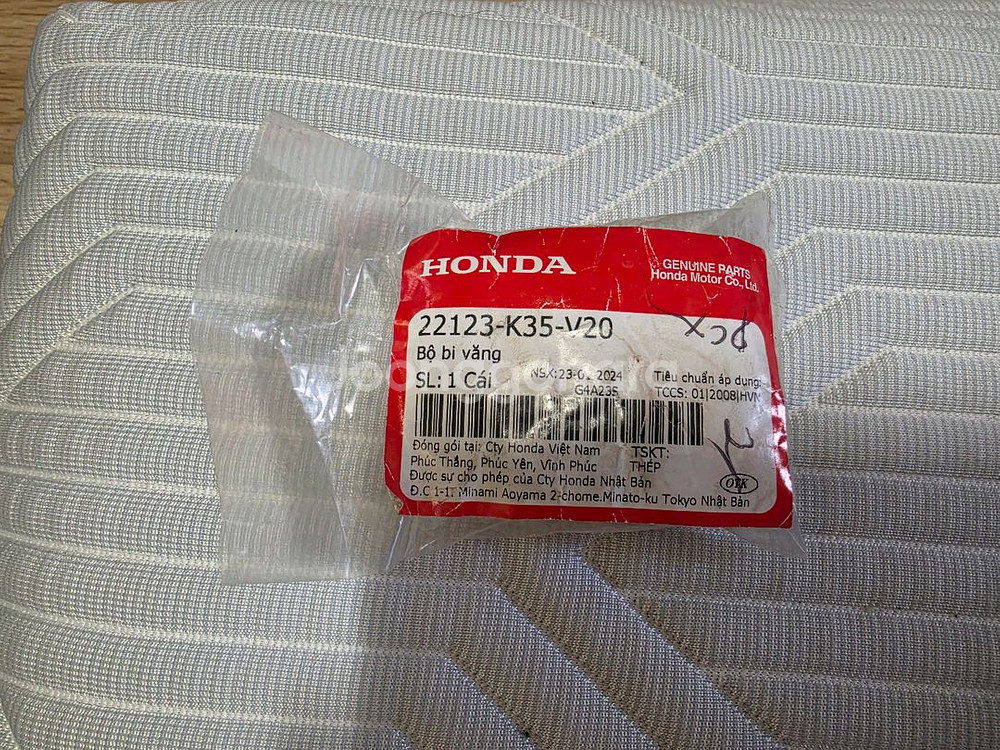 HONDA
GENUINE PARTS
Honda Motor Co., Ltd.
22123-K35-V20
PCX
Bộ bi văng
SL: 1 Cái
NSX:23-01 2024
G4A235
Tiêu chuẩn áp dụng:
TCCS: 01|2008|HVN
Đóng gói tại: Cty Honda Việt Nam
Phúc Thắng, Phúc Yên, Vĩnh Phúc
TSKT:
THÉP
Được sự cho phép của Cty Honda Nhật Bản
Đ.C 1-1, Minami Aoyama 2-chome.Minato-ku Tokyo Nhật Bản
OTK